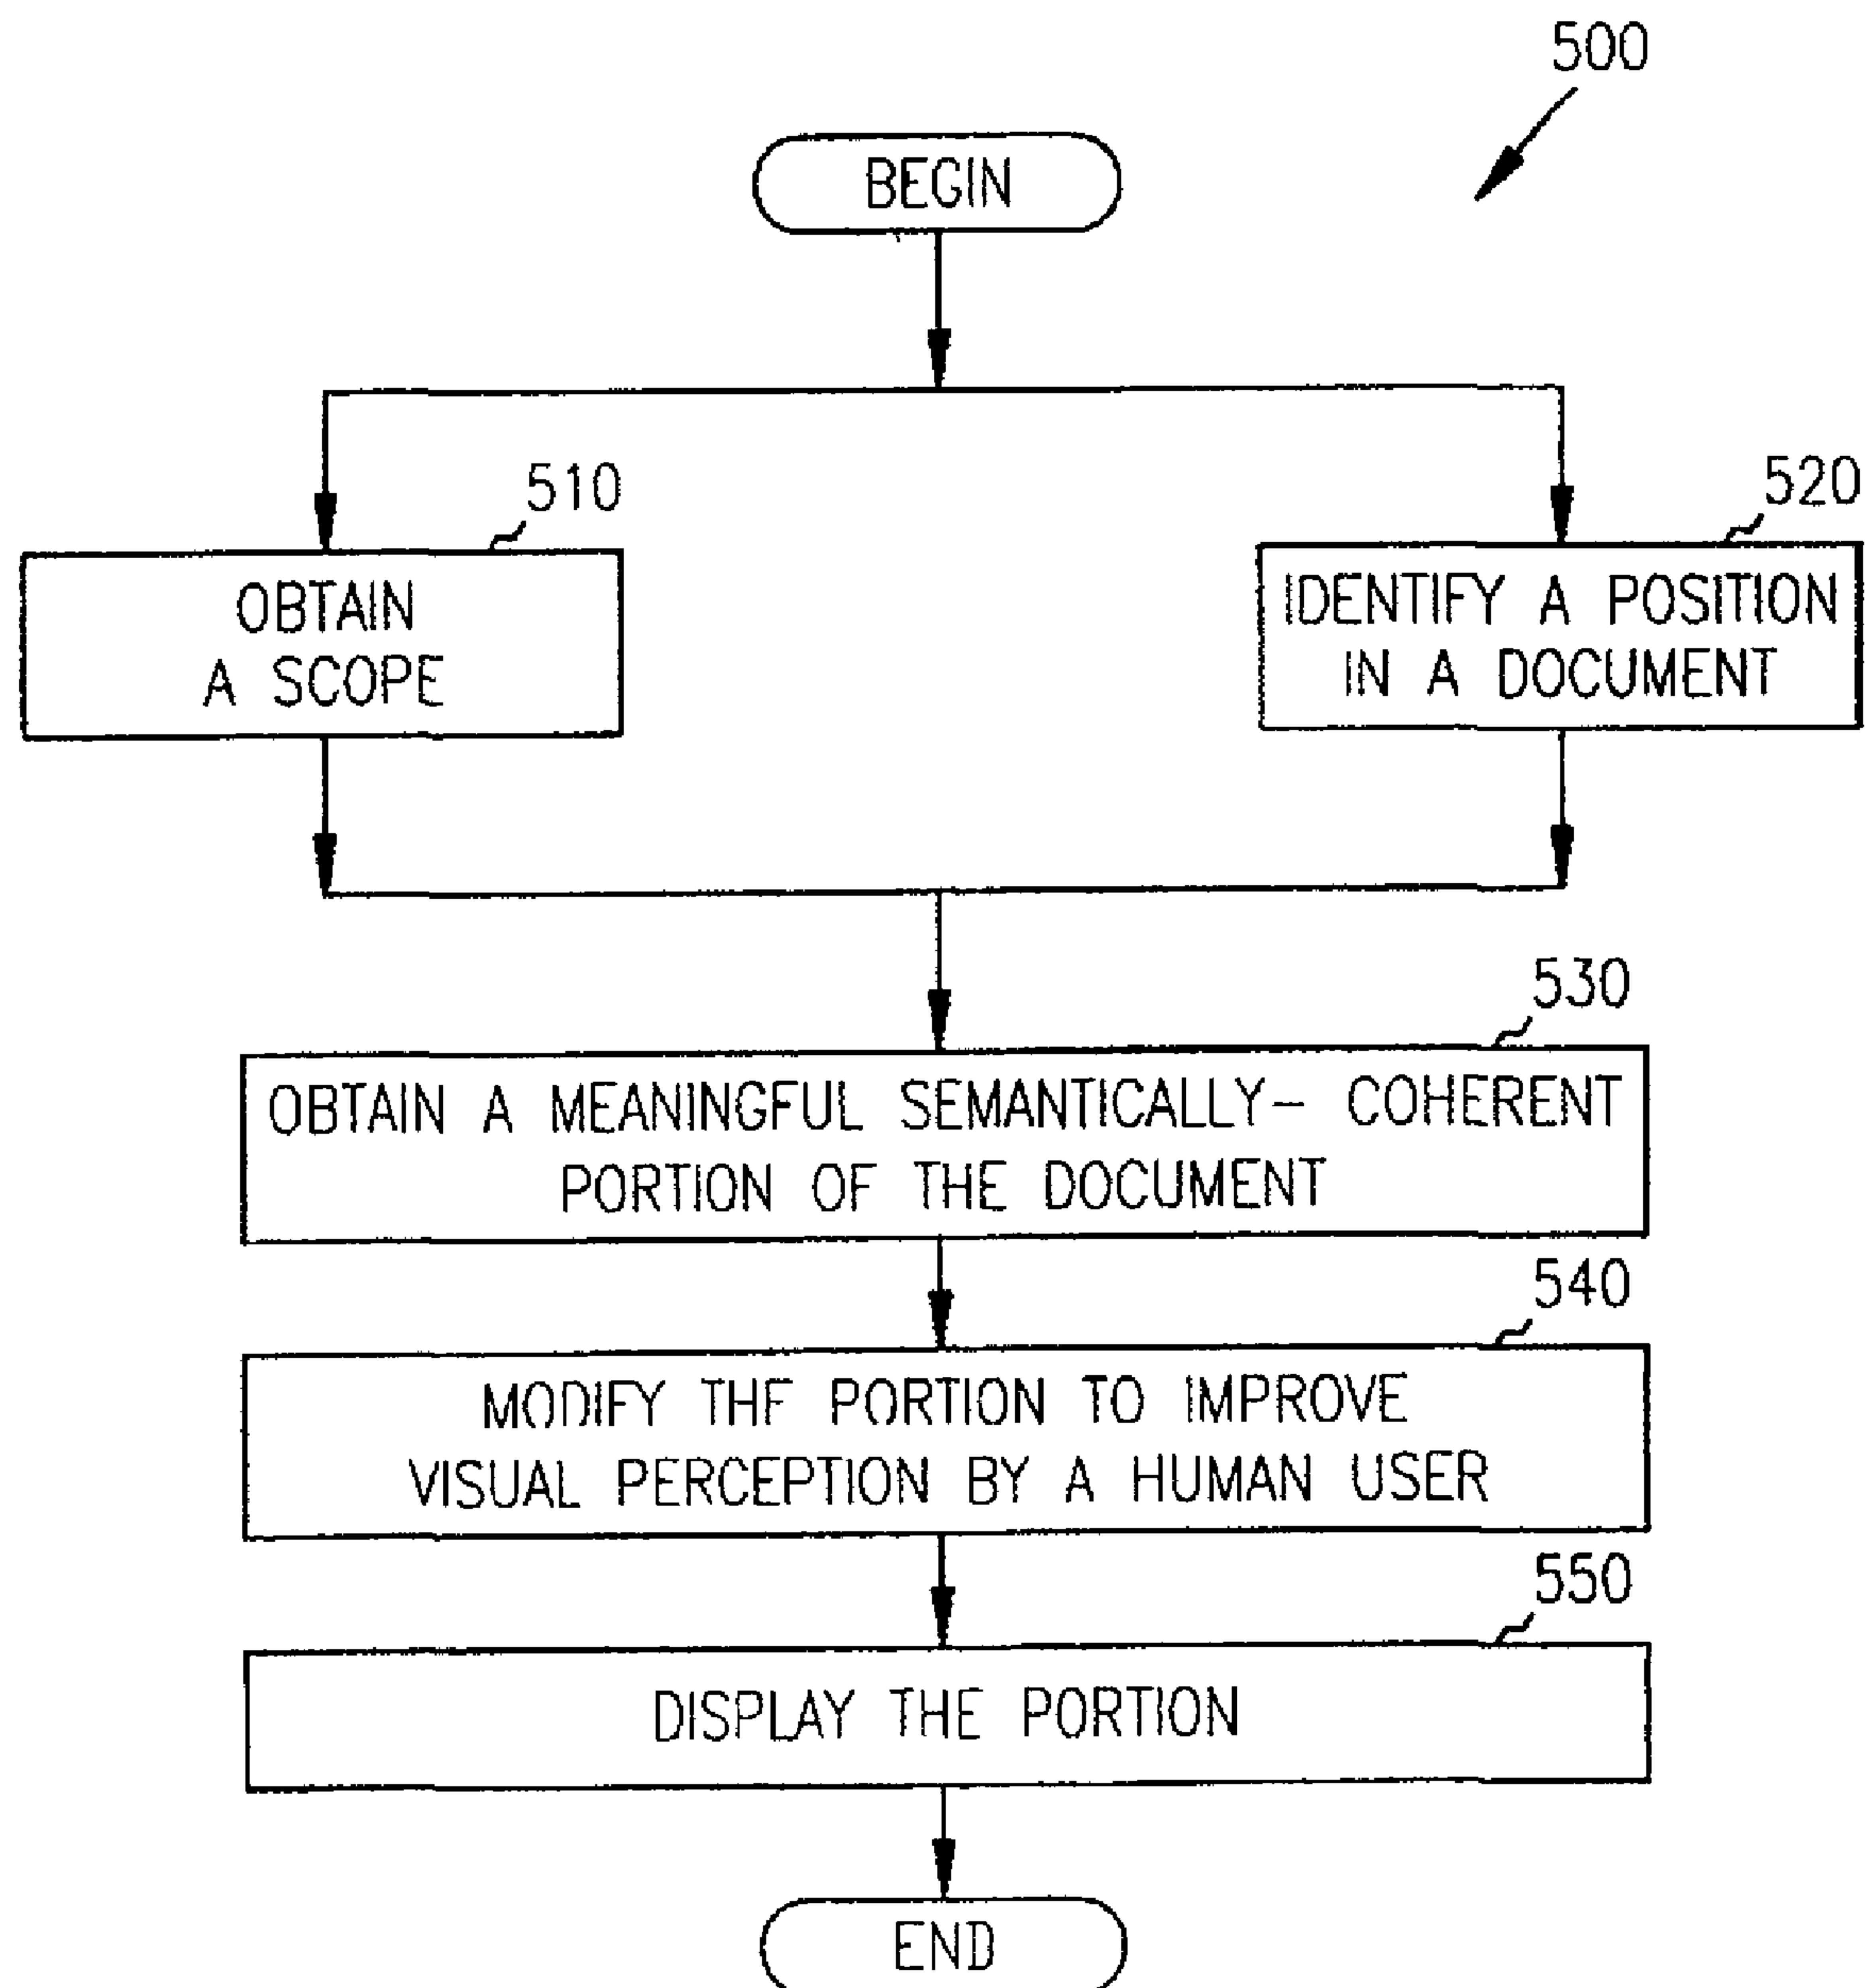 500
BEGIN
510
520
OBTAIN
A SCOPE
IDENTIFY A POSITION
IN A DOCUMENT
530
OBTAIN A MEANINGFUL SEMANTICALLY- COHERENT
PORTION OF THE DOCUMENT
540
MODIFY THE PORTION TO IMPROVE
VISUAL PERCEPTION BY A HUMAN USER
550
DISPLAY THE PORTION
END